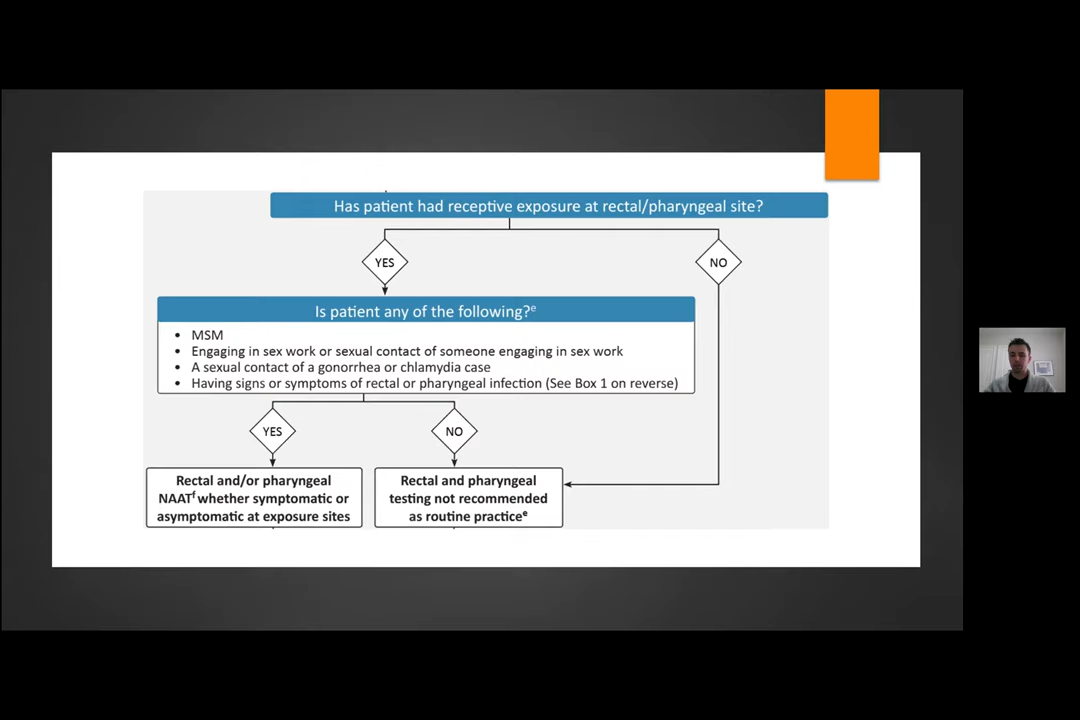 Has patient had receptive exposure at rectal/pharyngeal site?
YES
NO
Is patient any of the following?ᵉ
• MSM
• Engaging in sex work or sexual contact of someone engaging in sex work
• A sexual contact of a gonorrhea or chlamydia case
• Having signs or symptoms of rectal or pharyngeal infection (See Box 1 on reverse)
YES
NO
Rectal and/or pharyngeal
NAATᶠ whether symptomatic or
asymptomatic at exposure sites
Rectal and pharyngeal
testing not recommended
as routine practiceᵉ